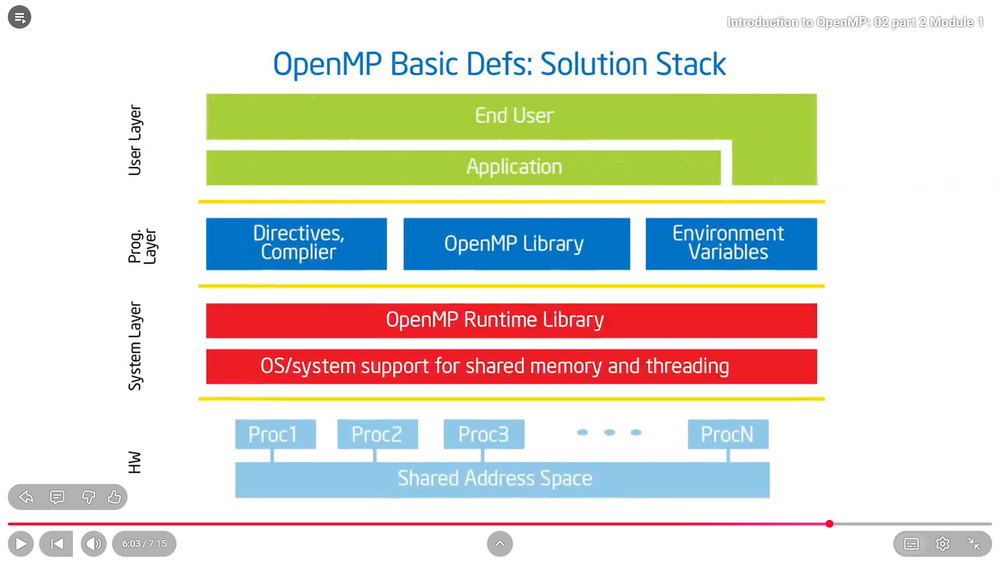 Introduction to OpenMP: 02 part 2 Module 1
OpenMP Basic Defs: Solution Stack
User Layer
End User
Application
Prog.
Layer
Directives,
Complier
OpenMP Library
Environment
Variables
System Layer
OpenMP Runtime Library
OS/system support for shared memory and threading
HW
Proc1
Proc2
Proc3
ProcN
Shared Address Space
6:03 / 7:15